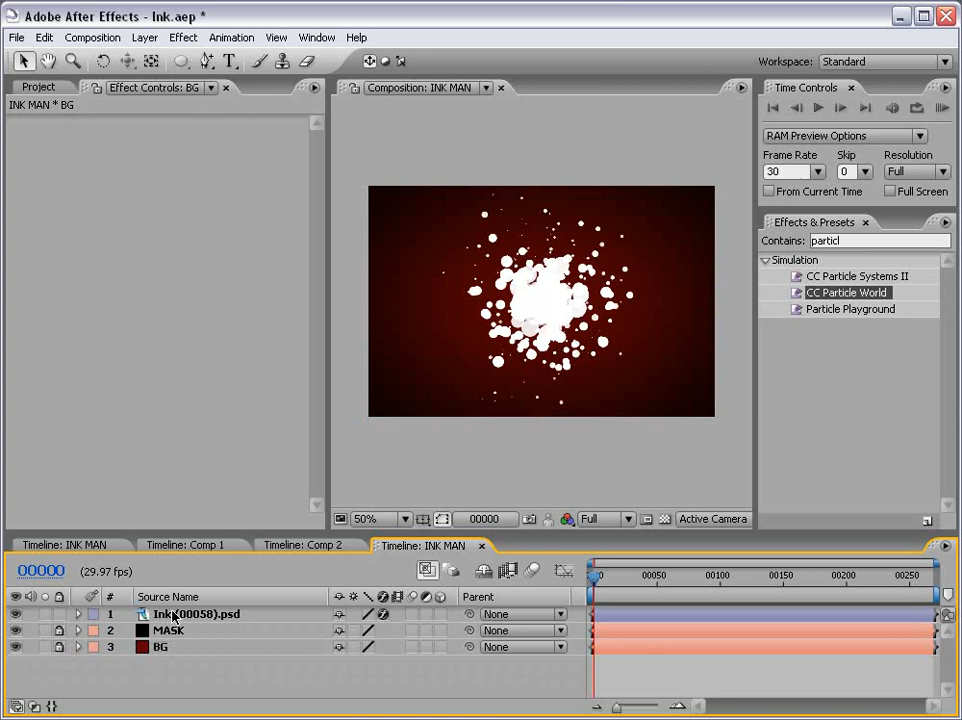 Adobe After Effects - Ink.aep *
File Edit Composition Layer Effect Animation View Window Help
Workspace: Standard
Project Effect Controls: BG
INK MAN * BG
Composition: INK MAN
Time Controls
RAM Preview Options
Frame Rate Skip Resolution
30 0 Full
From Current Time Full Screen
Effects & Presets
Contains: particl
Simulation
CC Particle Systems II
CC Particle World
Particle Playground
50% 00000 Full Active Camera
Timeline: INK MAN Timeline: Comp 1 Timeline: Comp 2 Timeline: INK MAN
00000 (29.97 fps)
00050 00100 00150 00200 00250
# Source Name Parent
1 Ink (00058).psd None
2 MASK None
3 BG None